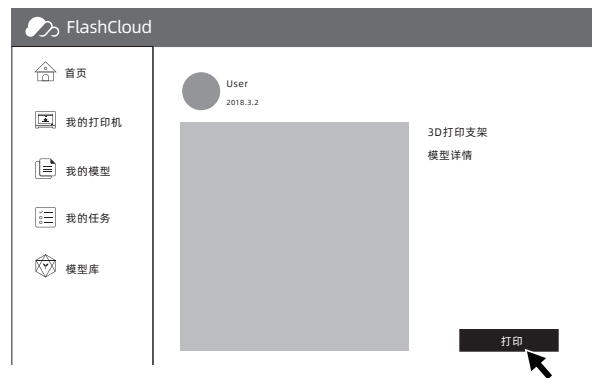 FlashCloud
首页
我的打印机
我的模型
我的任务
模型库
User
2018.3.2
3D打印支架
模型详情
打印